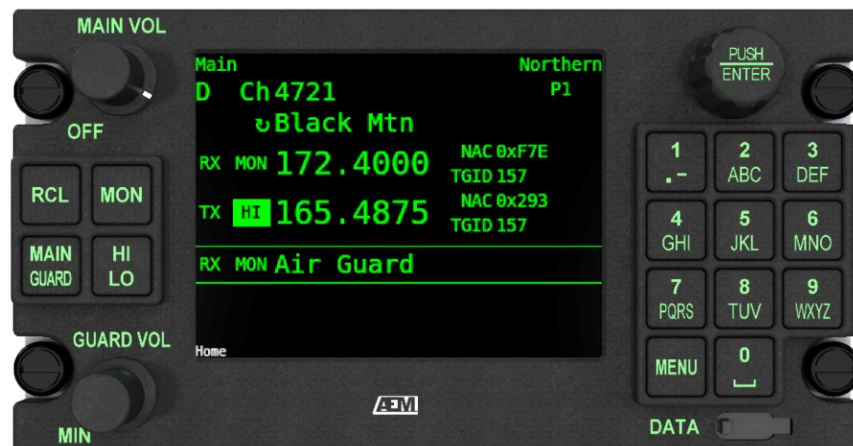 MAIN VOL
OFF
RCL
MON
MAIN
GUARD
HI
LO
GUARD VOL
MIN
Main
Northern
D Ch 4721 P1
↻Black Mtn
RX MON 172.4000 NAC 0xF7E
TGID 157
TX HI 165.4875 NAC 0x293
TGID 157
RX MON Air Guard
Home
AEM
PUSH
ENTER
1
.-
2
ABC
3
DEF
4
GHI
5
JKL
6
MNO
7
PQRS
8
TUV
9
WXYZ
MENU
0
DATA